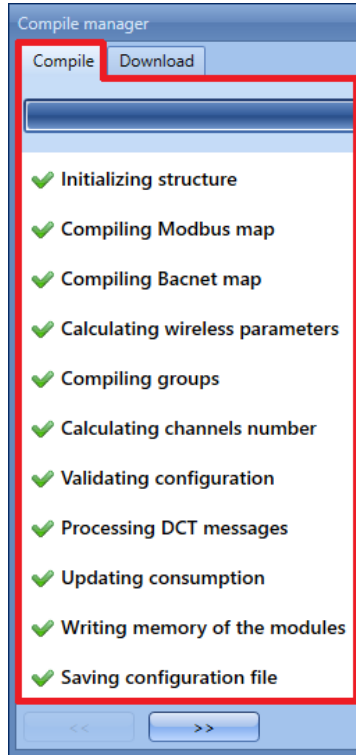 Compile manager
Compile Download
Initializing structure
Compiling Modbus map
Compiling Bacnet map
Calculating wireless parameters
Compiling groups
Calculating channels number
Validating configuration
Processing DCT messages
Updating consumption
Writing memory of the modules
Saving configuration file
<< >>